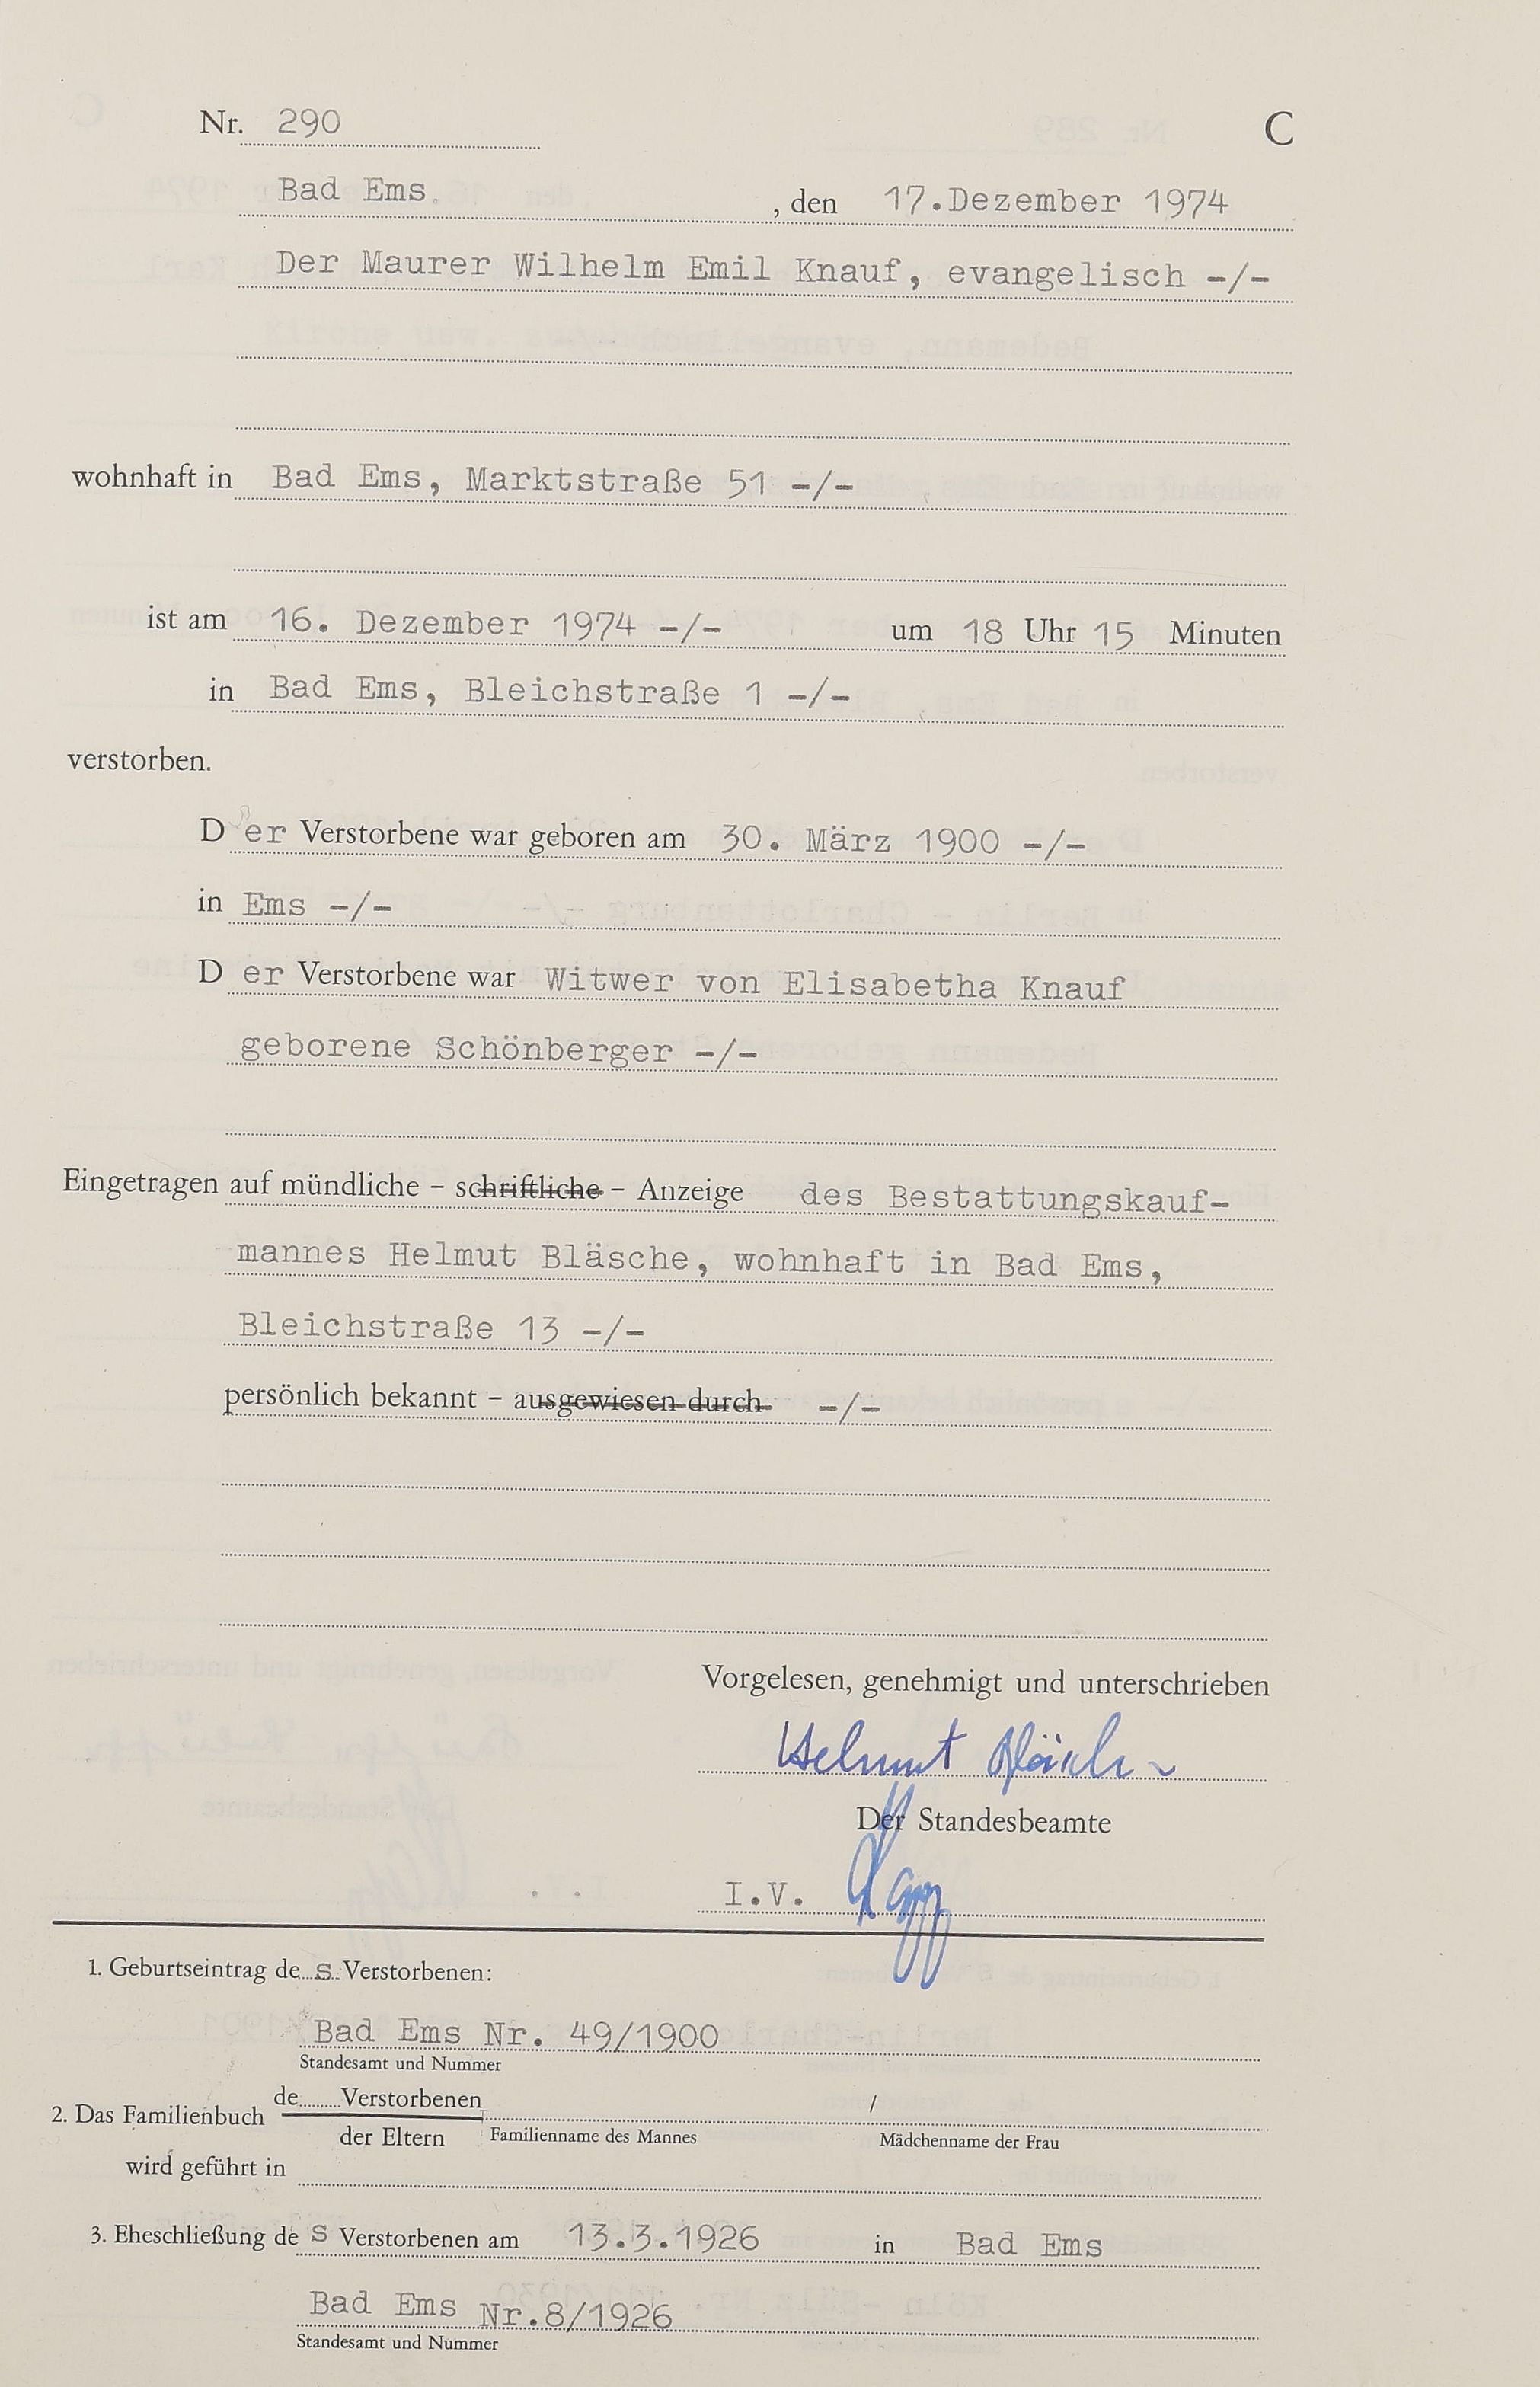 Nr. 290
C
Bad Ems. , den 17.Dezember 1974
Der Maurer Wilhelm Emil Knauf, evangelisch -/-
wohnhaft in Bad Ems, Marktstraße 51 -/-
ist am 16. Dezember 1974 -/- um 18 Uhr 15 Minuten
in Bad Ems, Bleichstraße 1 -/-
verstorben.
D er Verstorbene war geboren am 30. März 1900 -/-
in Ems -/-
D er Verstorbene war Witwer von Elisabetha Knauf
geborene Schönberger -/-
Eingetragen auf mündliche - schriftliche - Anzeige des Bestattungskauf-
mannes Helmut Bläsche, wohnhaft in Bad Ems,
Bleichstraße 13 -/-
persönlich bekannt - ausgewiesen durch -/-
Vorgelesen, genehmigt und unterschrieben
Helmut Bläsche
Der Standesbeamte
I.V.
1. Geburtseintrag de s Verstorbenen:
Bad Ems Nr. 49/1900
Standesamt und Nummer
de........ Verstorbenen /
2. Das Familienbuch
der Eltern Familienname des Mannes Mädchenname der Frau
wird geführt in
3. Eheschließung de s Verstorbenen am 13.3.1926 in Bad Ems
Bad Ems Nr.8/1926
Standesamt und Nummer